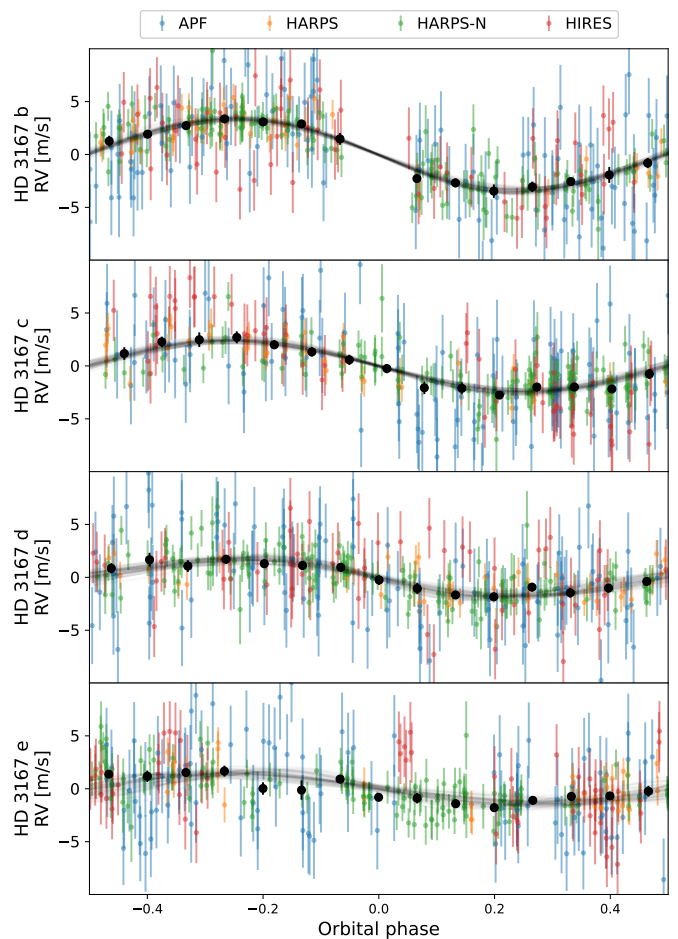 APF HARPS HARPS-N HIRES
HD 3167 b
RV [m/s]
5
0
−5
HD 3167 c
RV [m/s]
5
0
−5
HD 3167 d
RV [m/s]
5
0
−5
HD 3167 e
RV [m/s]
5
0
−5
−0.4 −0.2 0.0 0.2 0.4
Orbital phase